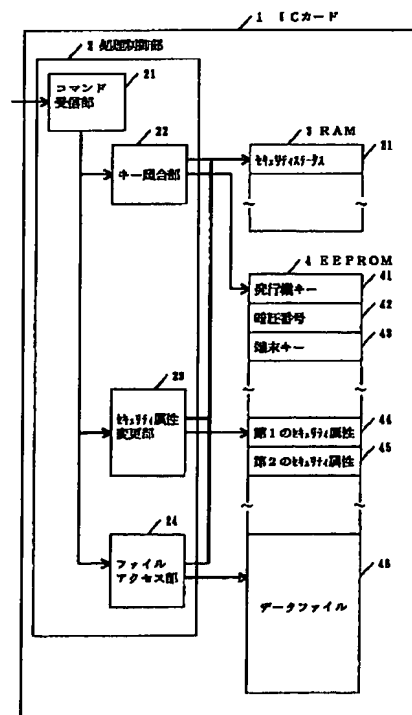 1 ICカード
2 処理制御部
21
コマンド
受信部
22
キー照合部
3 RAM
21
セキュリティステータス
4 EEPROM
41
発行機キー
42
暗証番号
43
端末キー
23
セキュリティ属性
変更部
44
第1のセキュリティ属性
45
第2のセキュリティ属性
24
ファイル
アクセス部
46
データファイル